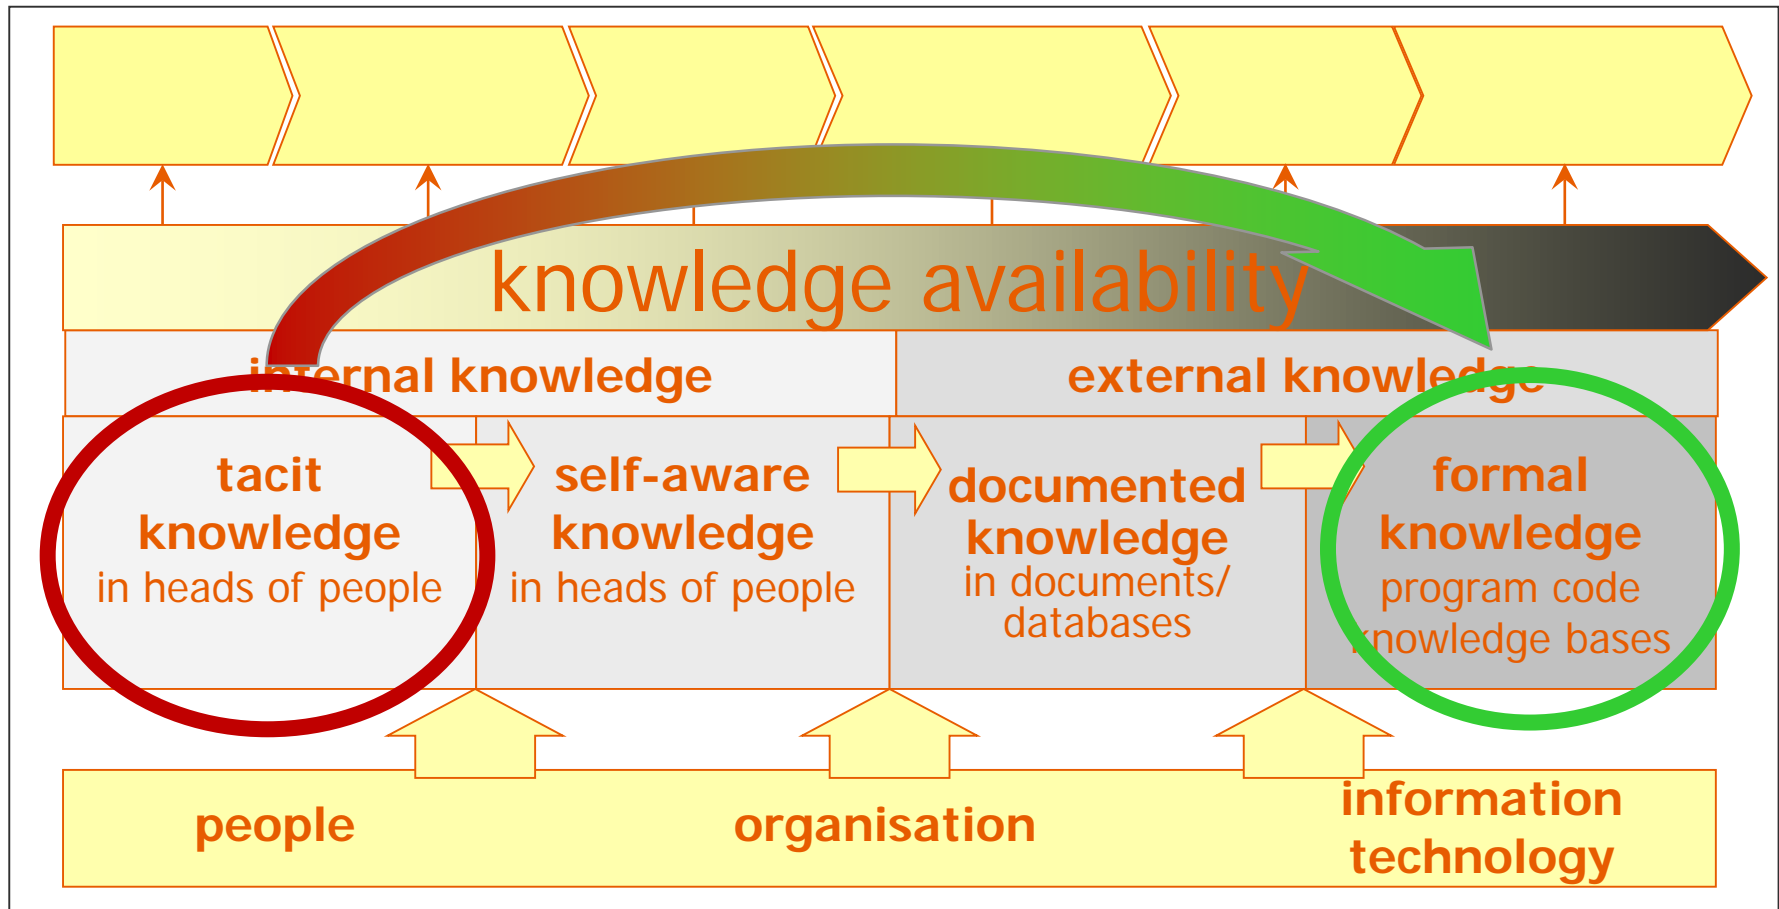 knowledge availability
internal knowledge
external knowledge
tacit
knowledge
in heads of people
self-aware
knowledge
in heads of people
documented
knowledge
in documents/
databases
formal
knowledge
program code
knowledge bases
people
organisation
information
technology